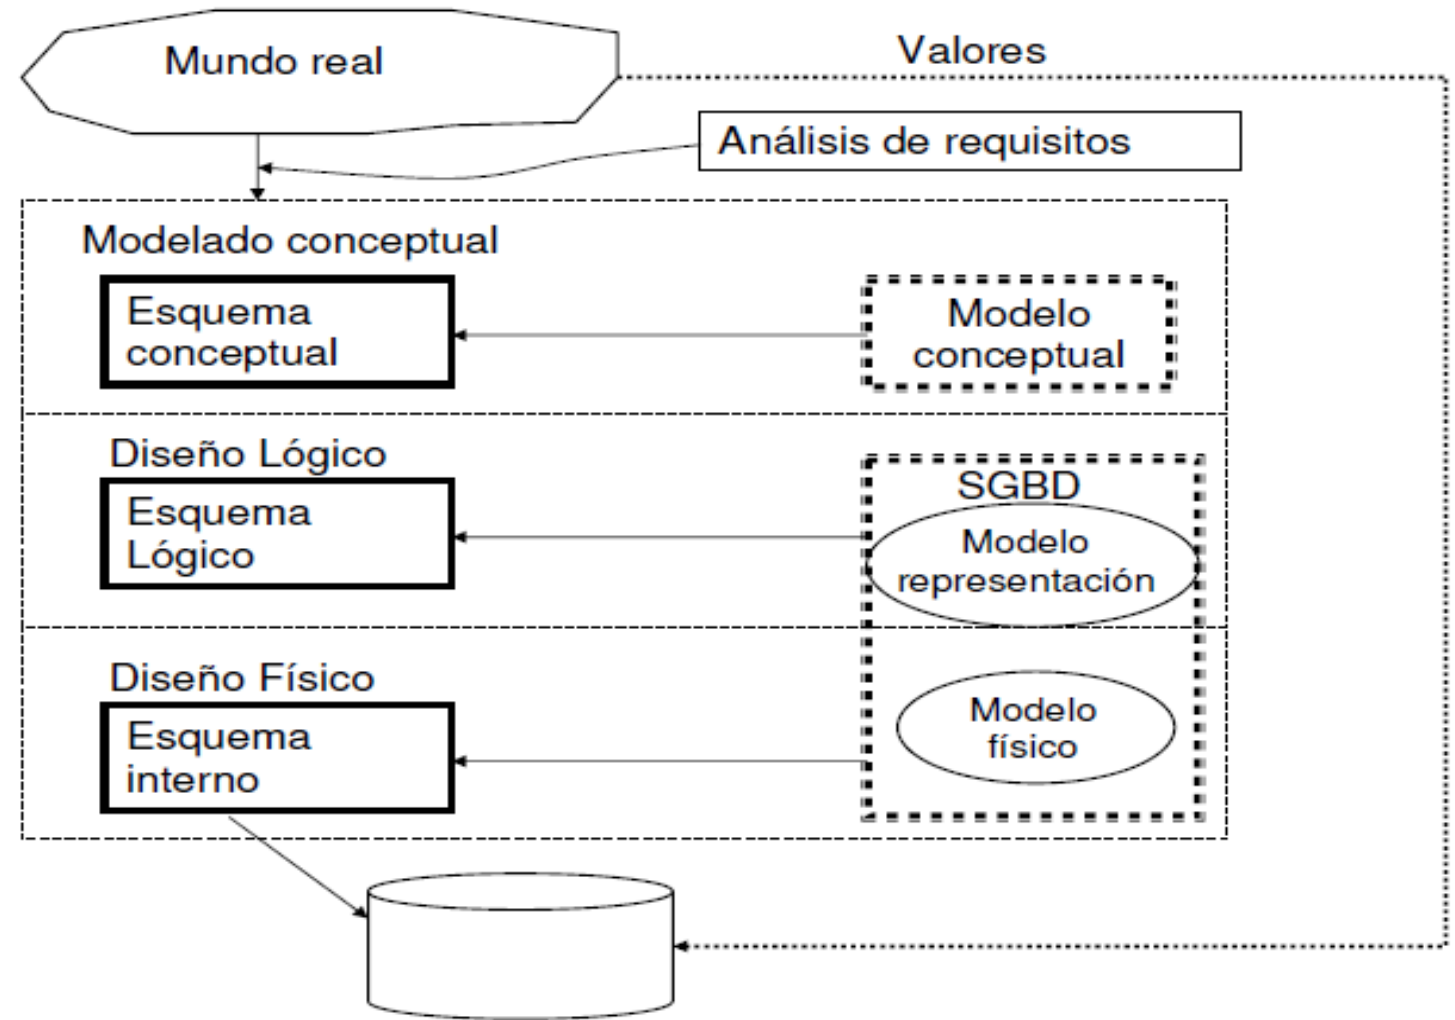 Mundo real
Valores
Análisis de requisitos
Modelado conceptual
Esquema
conceptual
Modelo
conceptual
Diseño Lógico
Esquema
Lógico
SGBD
Modelo
representación
Diseño Físico
Esquema
interno
Modelo
físico